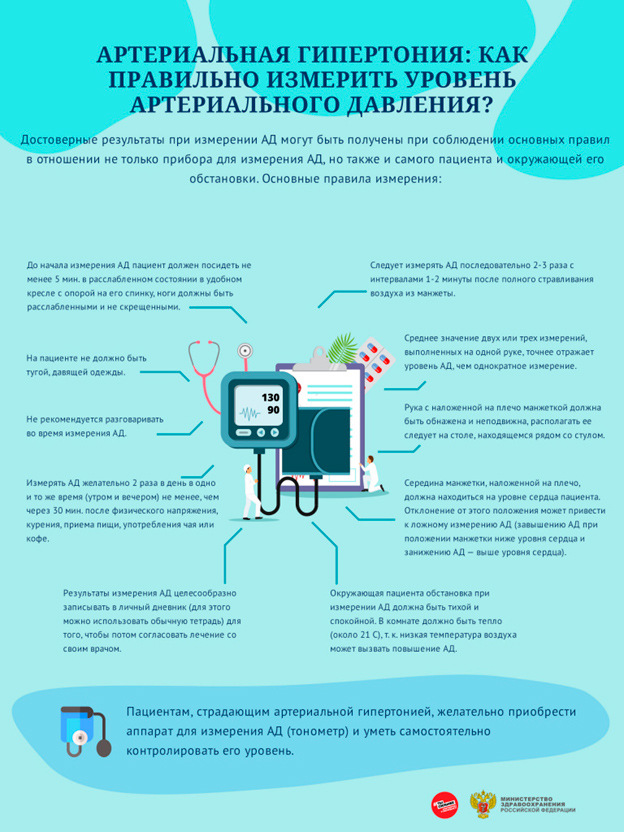 АРТЕРИАЛЬНАЯ ГИПЕРТОНИЯ: КАК
ПРАВИЛЬНО ИЗМЕРИТЬ УРОВЕНЬ
АРТЕРИАЛЬНОГО ДАВЛЕНИЯ?
Достоверные результаты при измерении АД могут быть получены при соблюдении основных правил
в отношении не только прибора для измерения АД, но также и самого пациента и окружающей его
обстановки. Основные правила измерения:
До начала измерения АД пациент должен посидеть не
менее 5 мин. в расслабленном состоянии в удобном
кресле с опорой на его спинку, ноги должны быть
расслабленными и не скрещенными.
Следует измерять АД последовательно 2-3 раза с
интервалами 1-2 минуты после полного стравливания
воздуха из манжеты.
На пациенте не должно быть
тугой, давящей одежды.
Среднее значение двух или трех измерений,
выполненных на одной руке, точнее отражает
уровень АД, чем однократное измерение.
130
90
Не рекомендуется разговаривать
во время измерения АД.
Рука с наложенной на плечо манжеткой должна
быть обнажена и неподвижна, располагать ее
следует на столе, находящемся рядом со стулом.
Измерять АД желательно 2 раза в день в одно
и то же время (утром и вечером) не менее, чем
через 30 мин. после физического напряжения,
курения, приема пищи, употребления чая или
кофе.
Середина манжетки, наложенной на плечо,
должна находиться на уровне сердца пациента.
Отклонение от этого положения может привести
к ложному измерению АД (завышению АД при
положении манжетки ниже уровня сердца и
занижению АД — выше уровня сердца).
Результаты измерения АД целесообразно
записывать в личный дневник (для этого
можно использовать обычную тетрадь) для
того, чтобы потом согласовать лечение со
своим врачом.
Окружающая пациента обстановка при
измерении АД должна быть тихой и
спокойной. В комнате должно быть тепло
(около 21 С), т. к. низкая температура воздуха
может вызвать повышение АД.
Пациентам, страдающим артериальной гипертонией, желательно приобрести
аппарат для измерения АД (тонометр) и уметь самостоятельно
контролировать его уровень.
МИНИСТЕРСТВО
ЗДРАВООХРАНЕНИЯ
РОССИЙСКОЙ ФЕДЕРАЦИИ